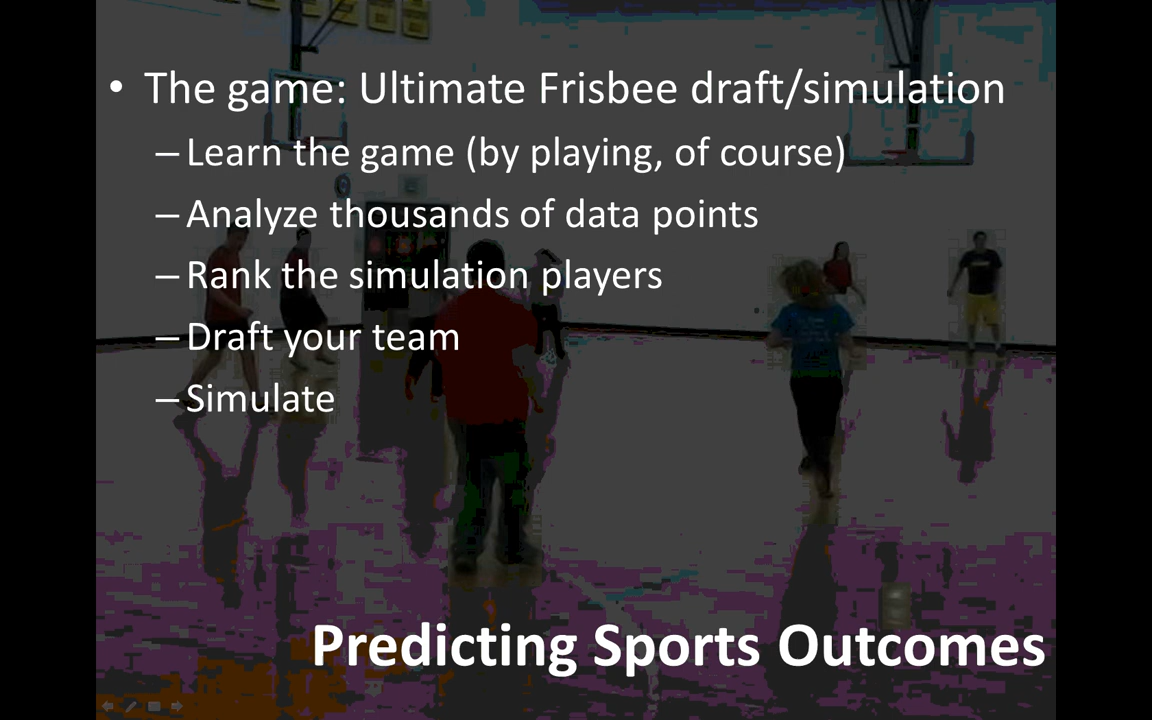 • The game: Ultimate Frisbee draft/simulation
– Learn the game (by playing, of course)
– Analyze thousands of data points
– Rank the simulation players
– Draft your team
– Simulate
Predicting Sports Outcomes